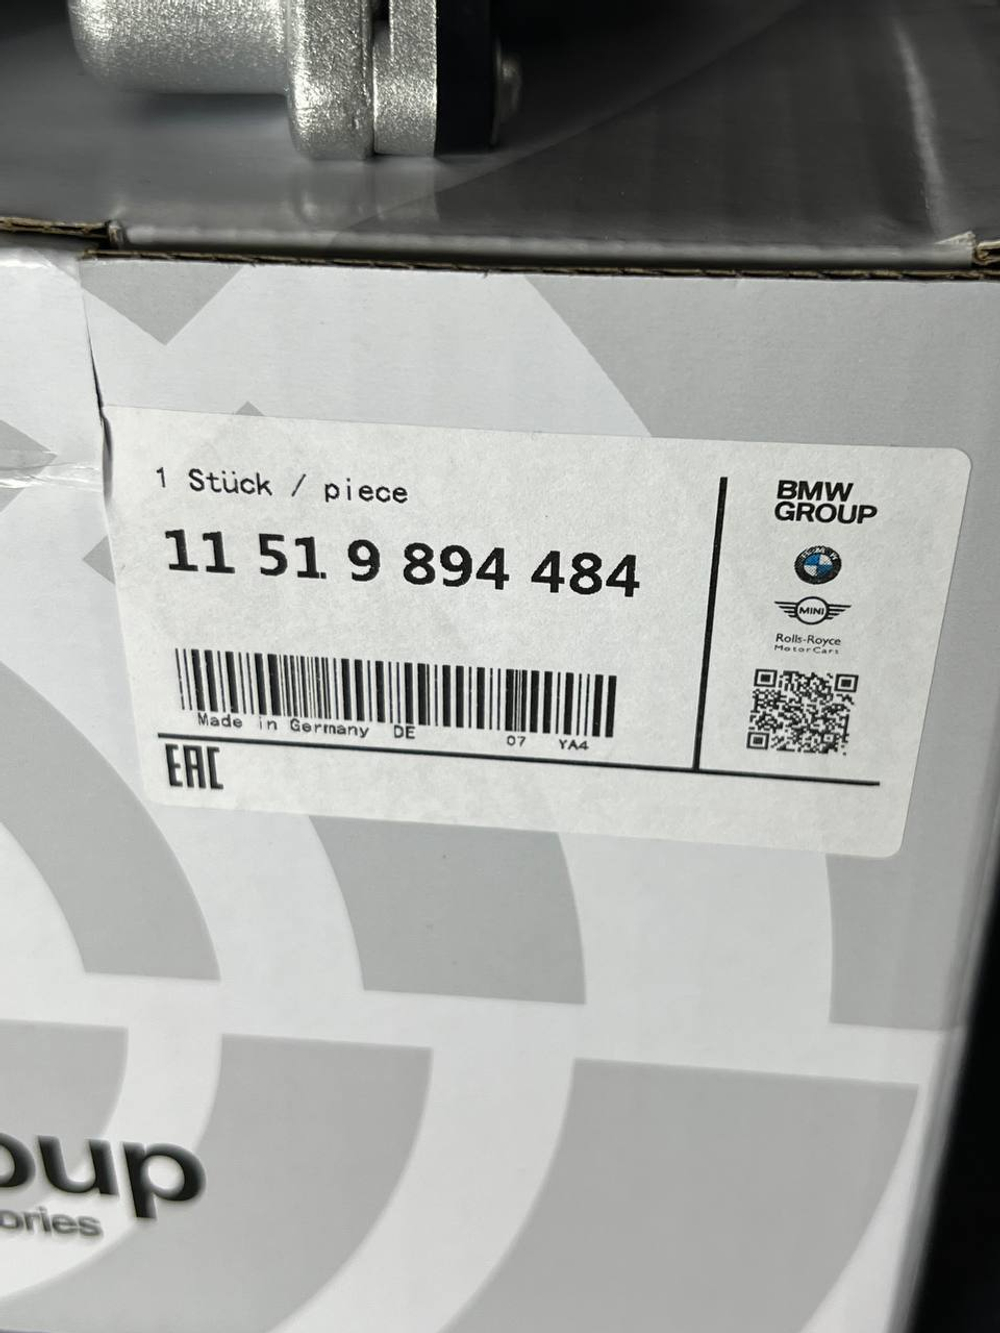 1 Stück / piece
11 51 9 894 484
Made in Germany DE 07 YA4
EAC
BMW
GROUP
BMW
MINI
Rolls-Royce
Motor Cars
oup
ories